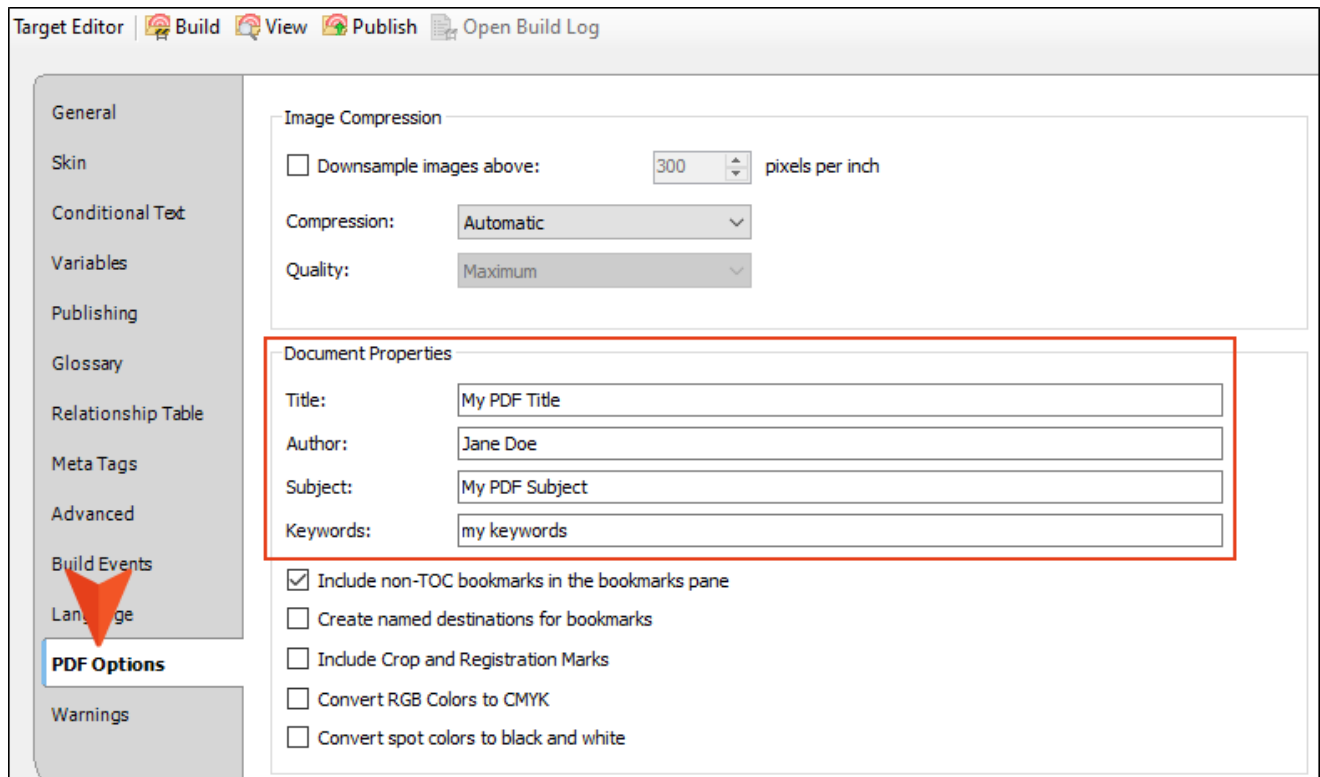 Target Editor Build View Publish Open Build Log
General
Skin
Conditional Text
Variables
Publishing
Glossary
Relationship Table
Meta Tags
Advanced
Build Events
PDF Options
Warnings
Image Compression
Downsample images above: 300 pixels per inch
Compression: Automatic
Quality: Maximum
Document Properties
Title: My PDF Title
Author: Jane Doe
Subject: My PDF Subject
Keywords: my keywords
Include non-TOC bookmarks in the bookmarks pane
Create named destinations for bookmarks
Include Crop and Registration Marks
Convert RGB Colors to CMYK
Convert spot colors to black and white